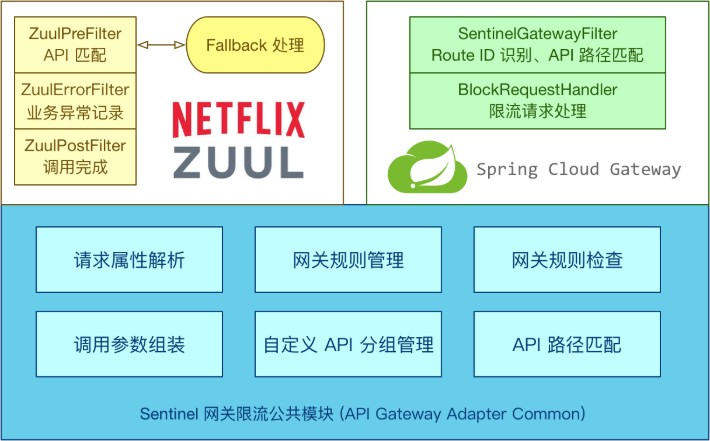 ZuulPreFilter
API 匹配
ZuulErrorFilter
业务异常记录
ZuulPostFilter
调用完成
Fallback 处理
NETFLIX
ZUUL
SentinelGatewayFilter
Route ID 识别、API 路径匹配
BlockRequestHandler
限流请求处理
Spring Cloud Gateway
请求属性解析
网关规则管理
网关规则检查
调用参数组装
自定义 API 分组管理
API 路径匹配
Sentinel 网关限流公共模块 (API Gateway Adapter Common)